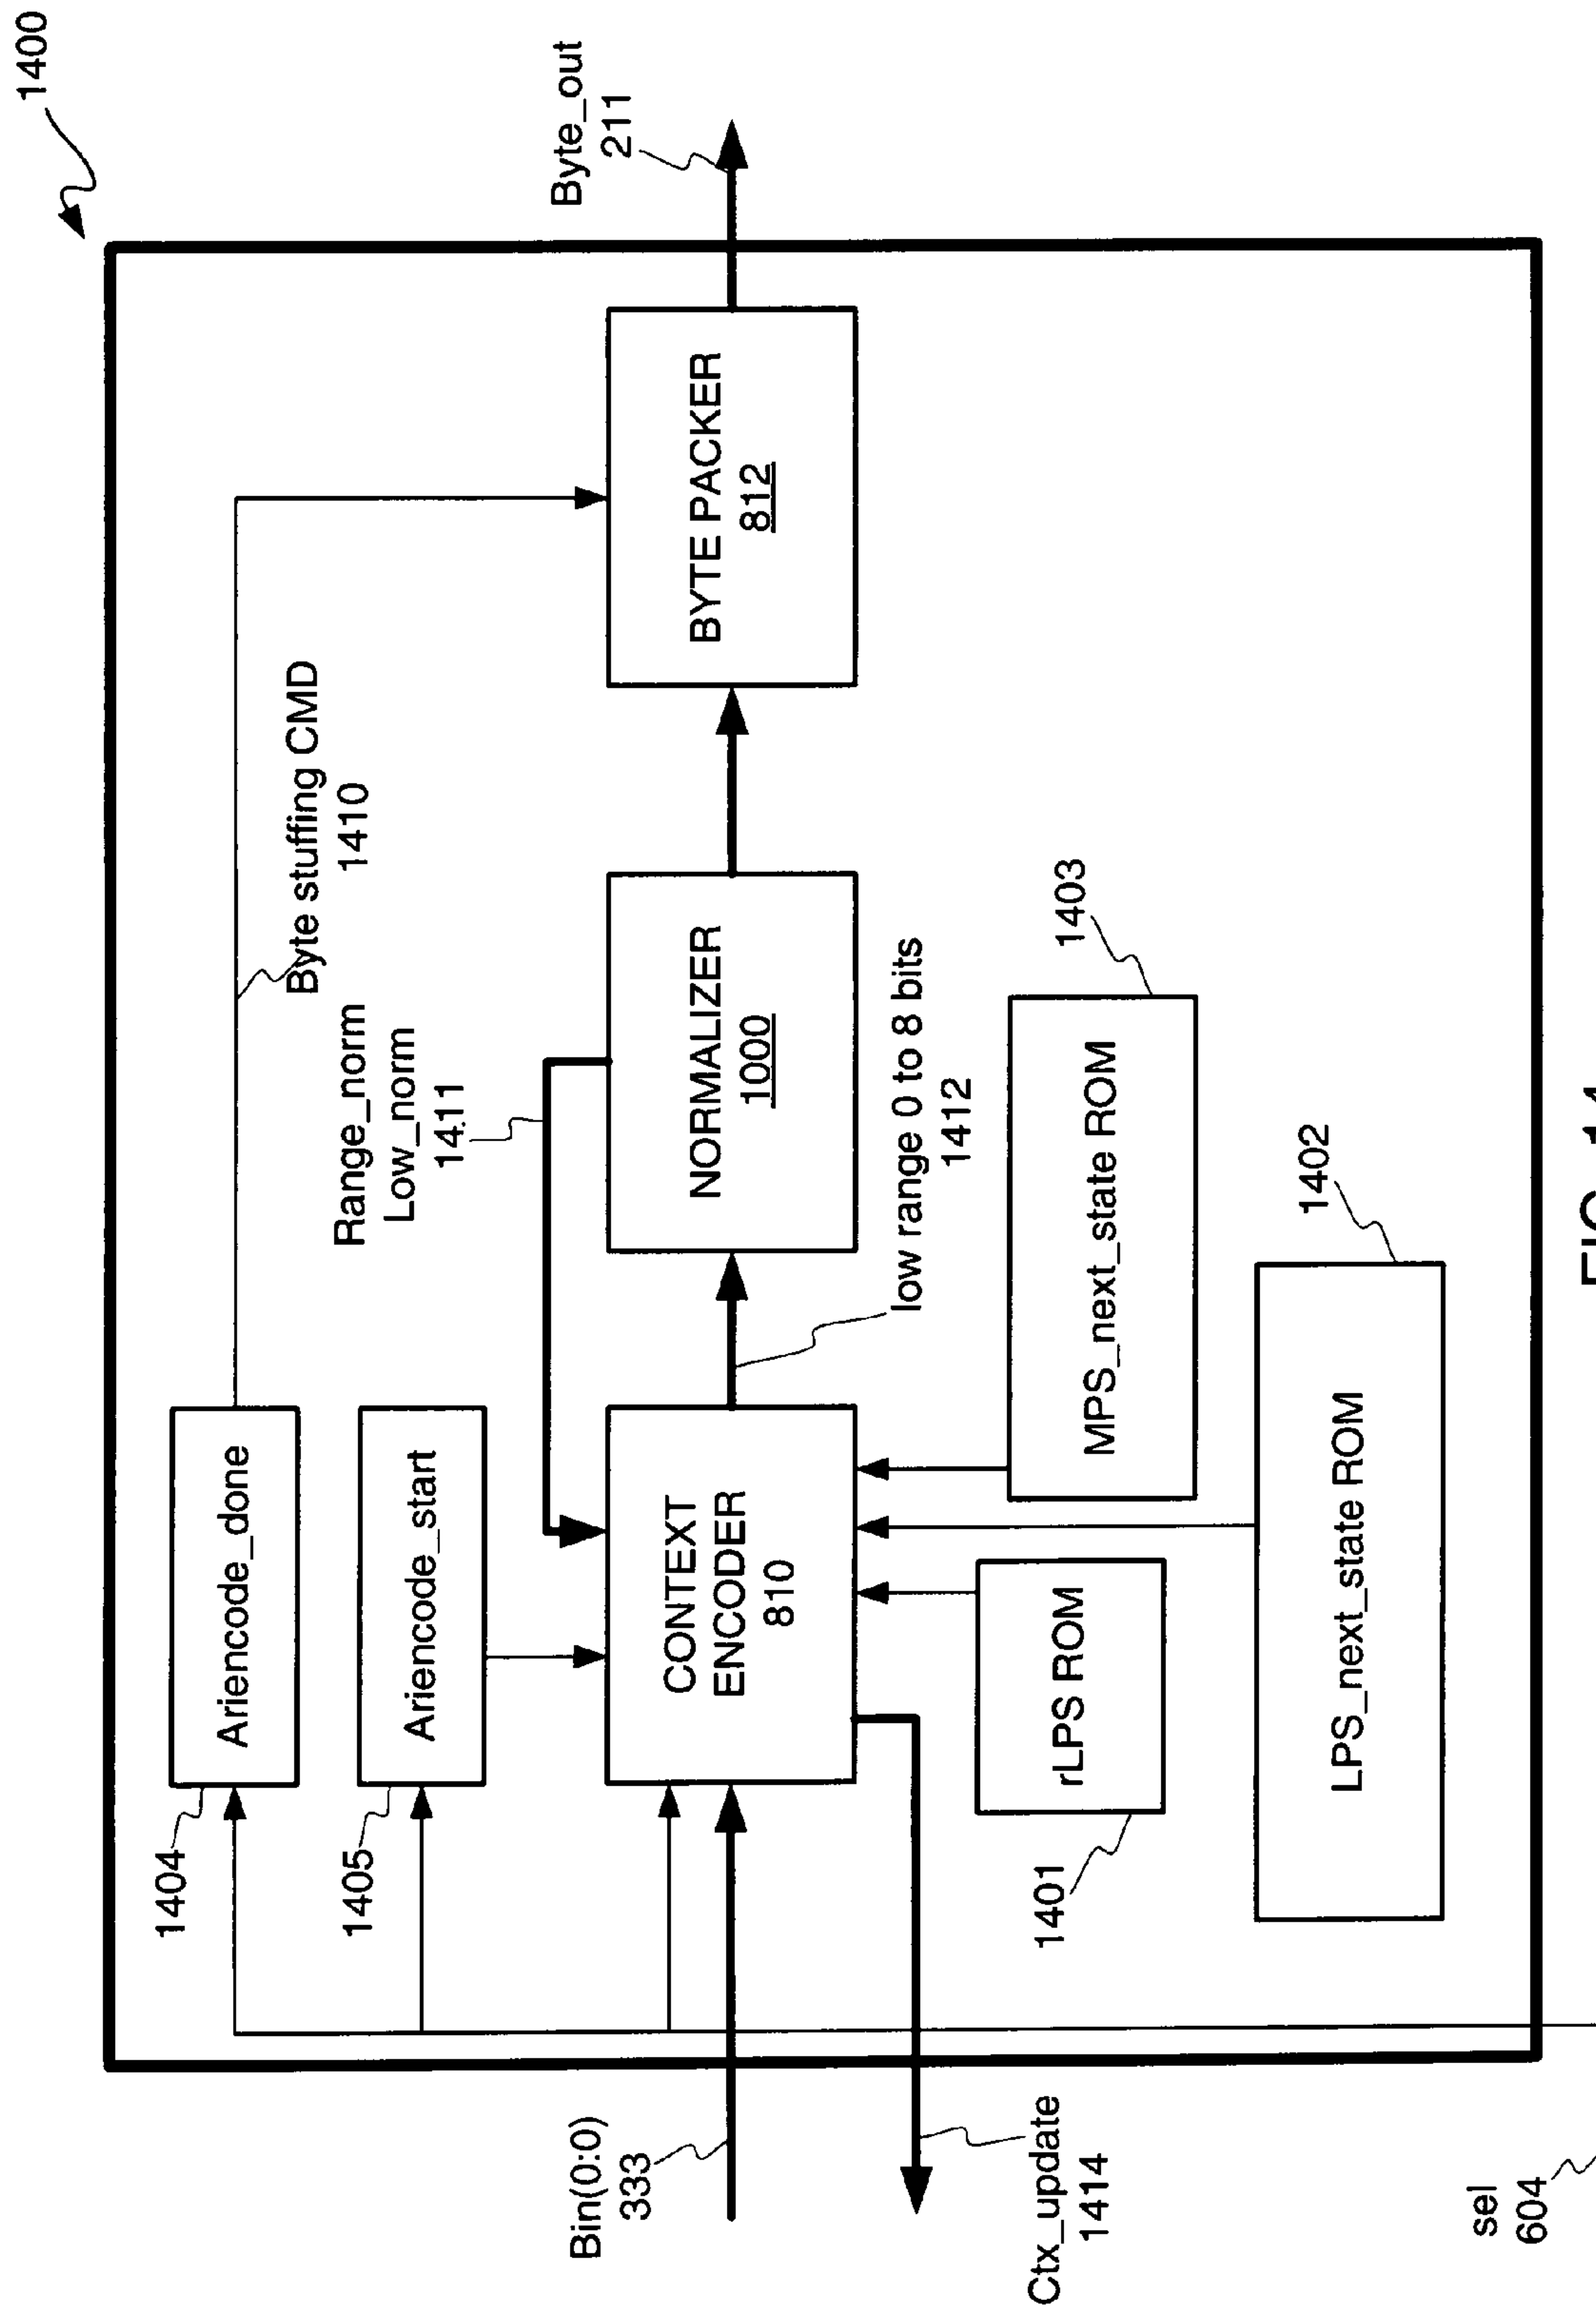 1400
1404
Ariencode_done
Byte stuffing CMD
1410
1405
Ariencode_start
Range_norm
Low_norm
1411
Bin(0:0)
333
CONTEXT
ENCODER
810
NORMALIZER
1000
BYTE PACKER
812
Byte_out
211
low range 0 to 8 bits
1412
Ctx_update
1414
1401
rLPS ROM
MPS_next_state ROM
1403
LPS_next_state ROM
1402
sel
604
FIG. 14